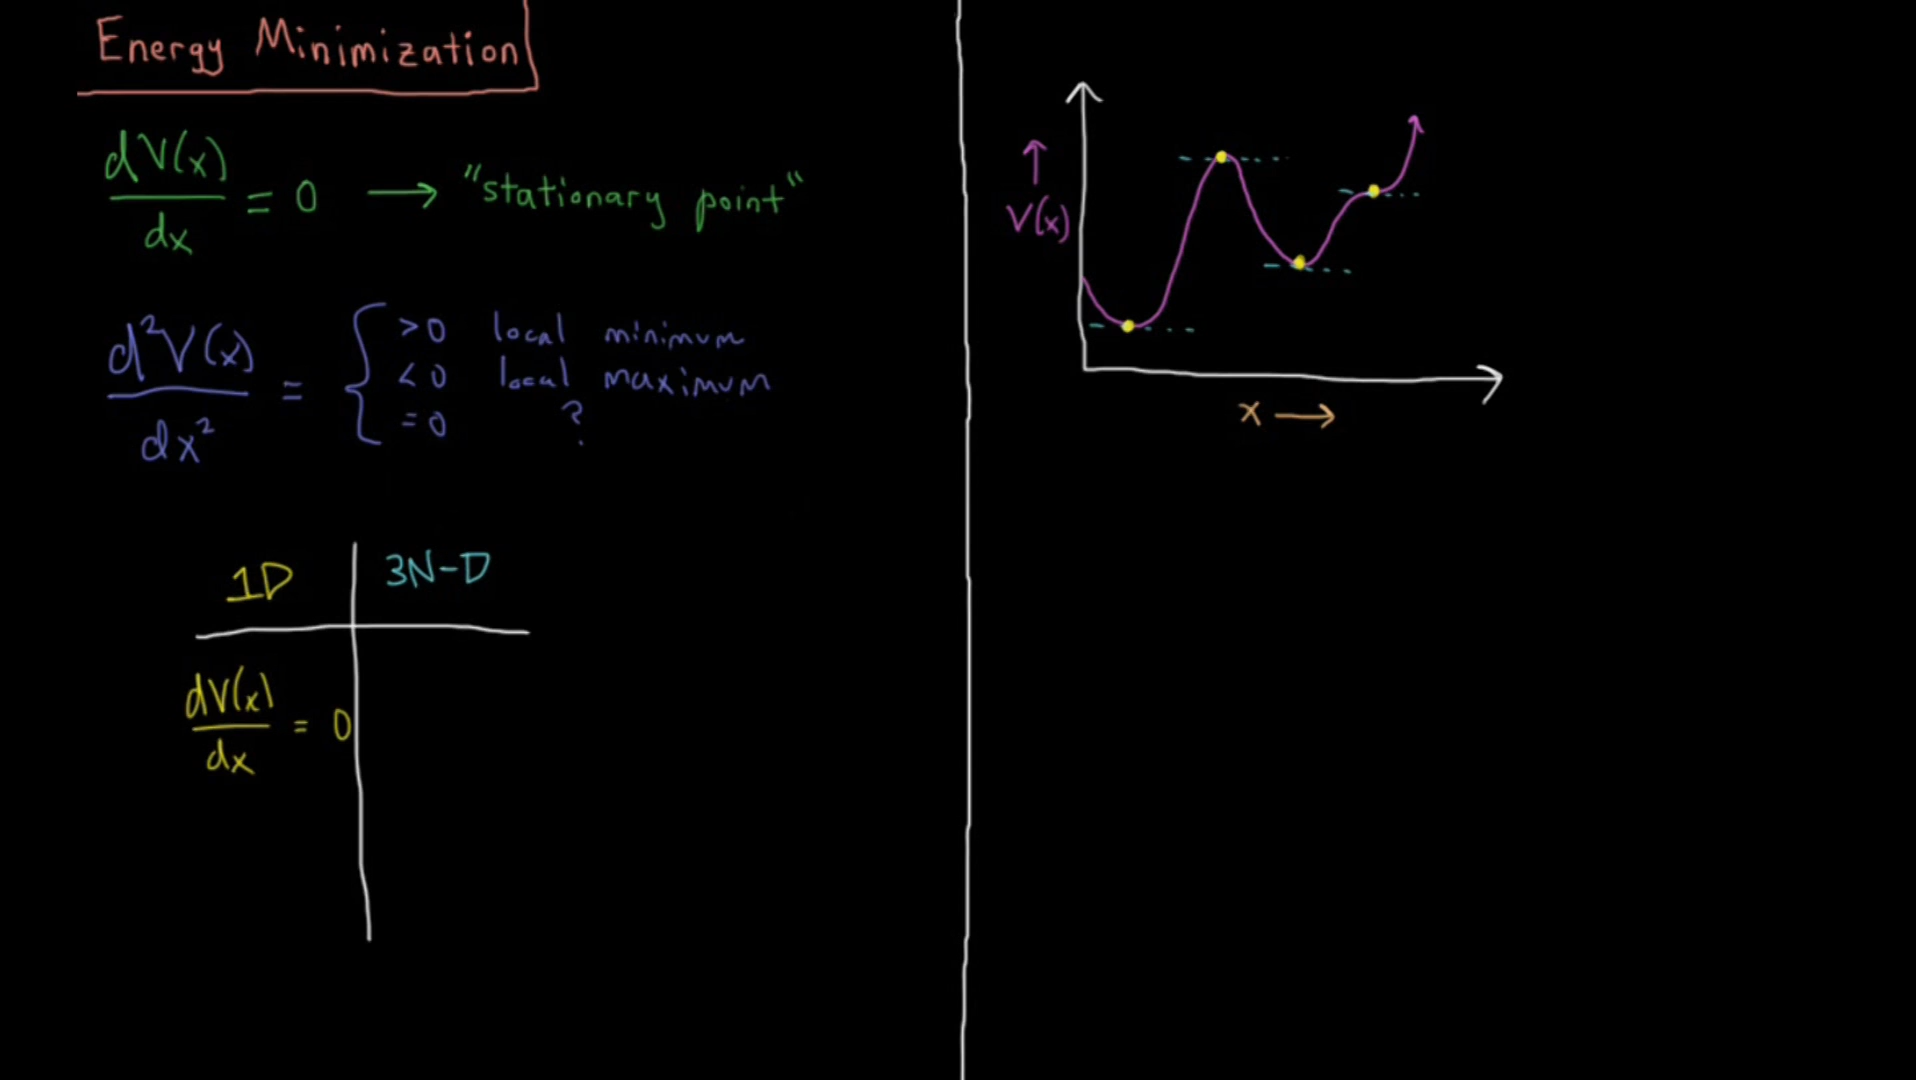 Energy Minimization
dV(x)/dx = 0 → "stationary point"
d²V(x)/dx² = { >0 local minimum
<0 local maximum
=0 ?
1D 3N-D
dV(x)/dx = 0
↑
V(x)
x →